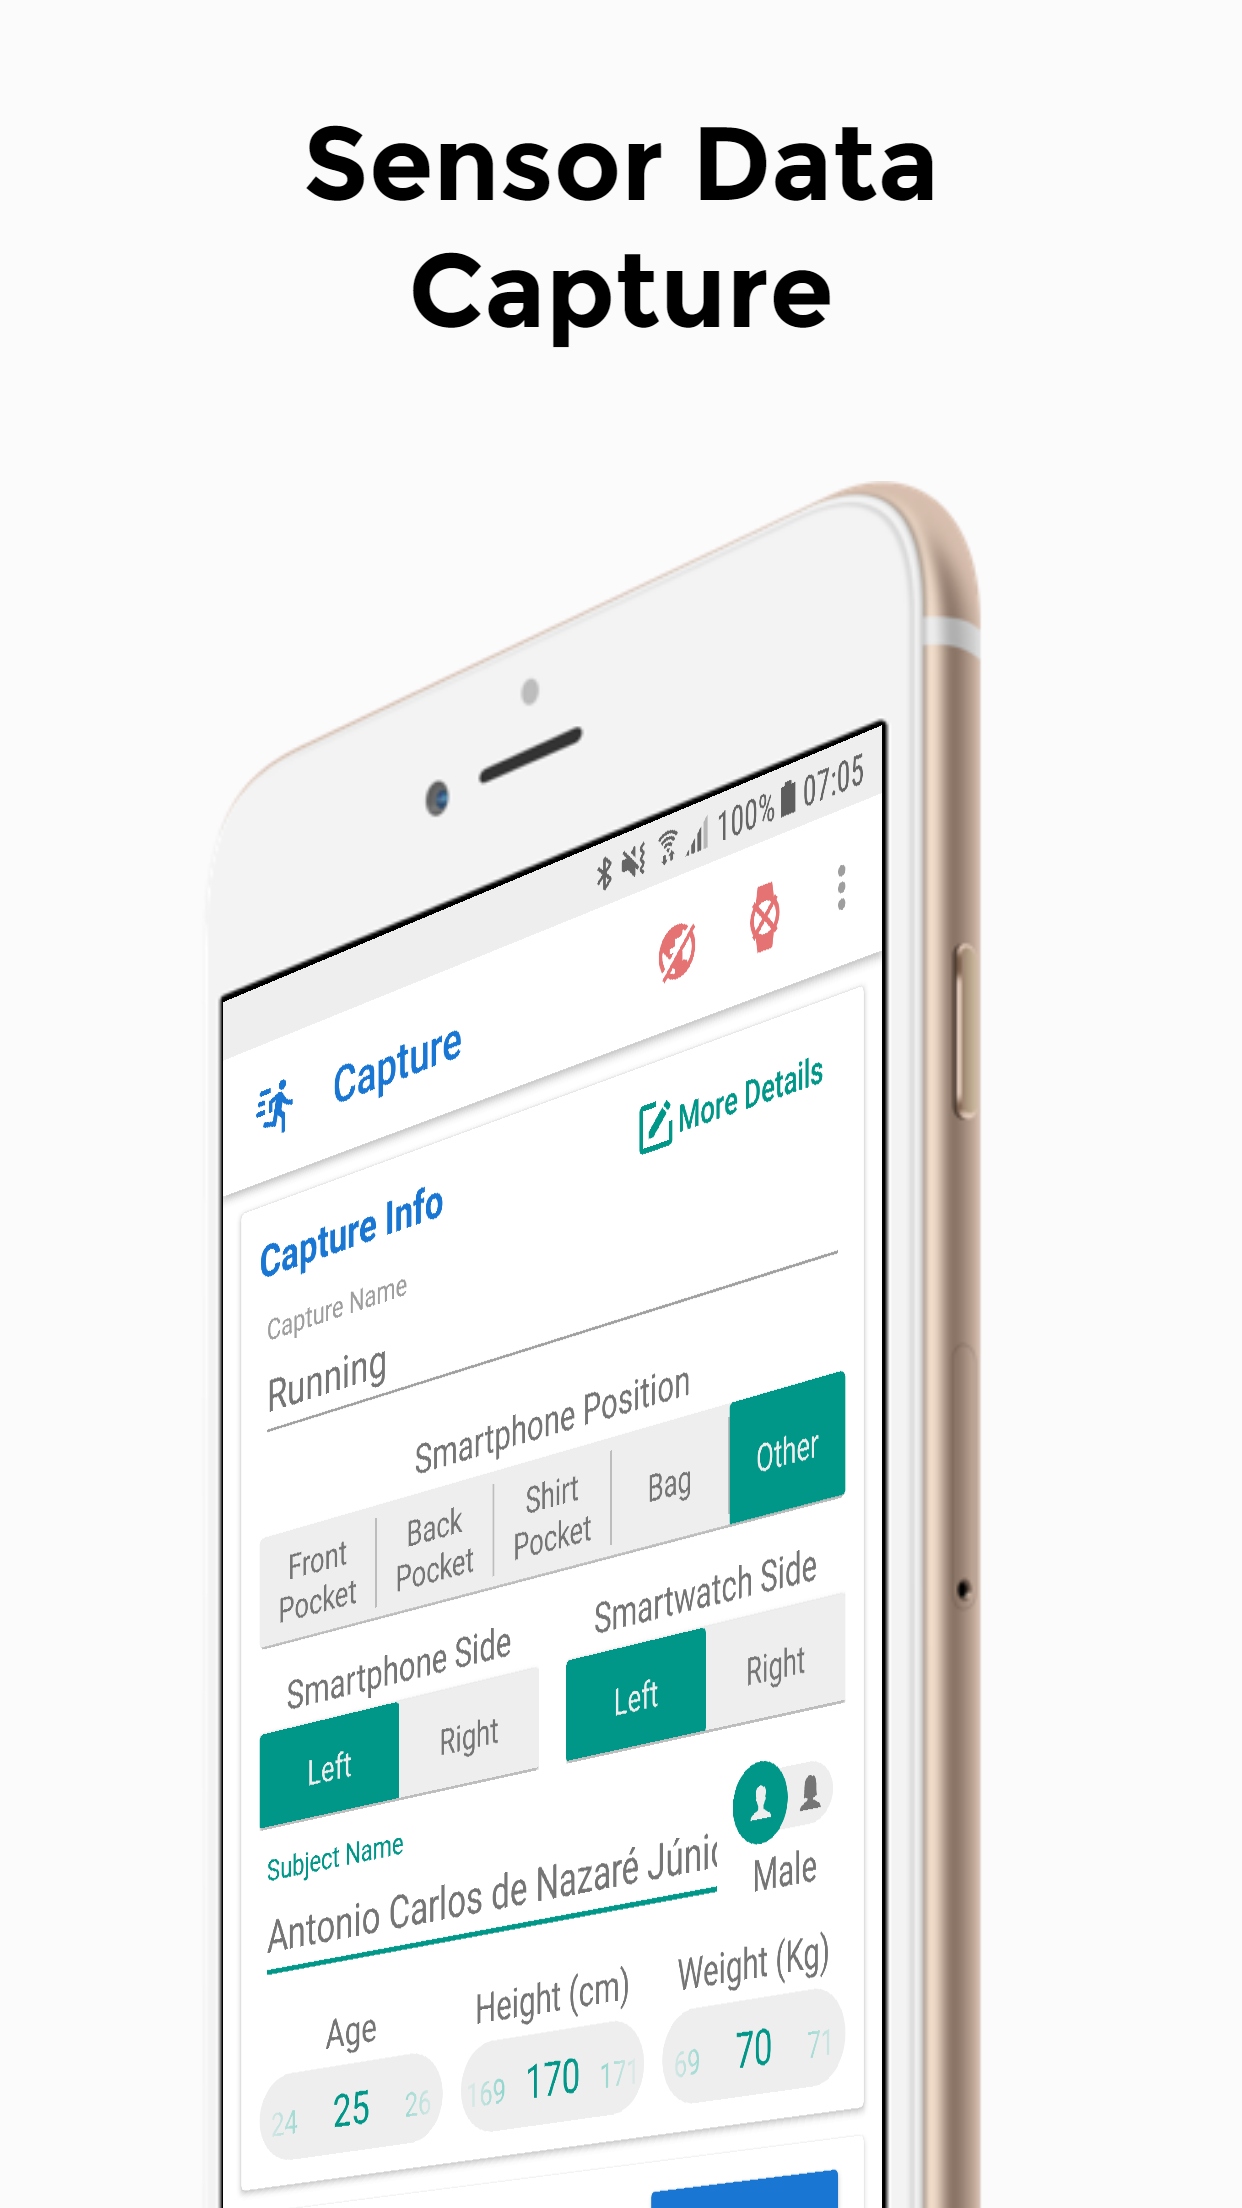 Sensor Data
Capture
100% 07:05
Capture
More Details
Capture Info
Capture Name
Running
Smartphone Position
Front Pocket
Back Pocket
Shirt Pocket
Bag
Other
Smartphone Side
Smartwatch Side
Left
Right
Left
Right
Subject Name
Antonio Carlos de Nazaré Júnic
Male
Age
Height (cm)
Weight (Kg)
24 25 26
169 170 171
69 70 71